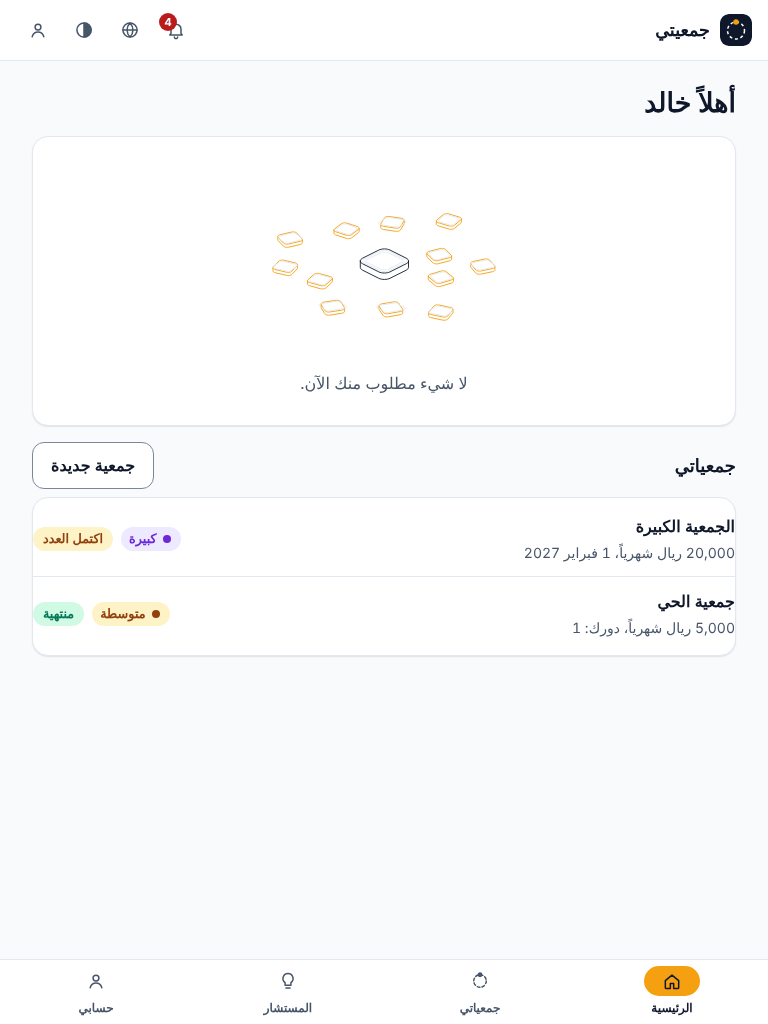 جمعيتي
4
أهلاً خالد
لا شيء مطلوب منك الآن.
جمعياتي
جمعية جديدة
الجمعية الكبيرة
20,000 ريال شهرياً، 1 فبراير 2027
كبيرة
اكتمل العدد
جمعية الحي
5,000 ريال شهرياً، دورك: 1
متوسطة
منتهية
الرئيسية
جمعياتي
المستشار
حسابي